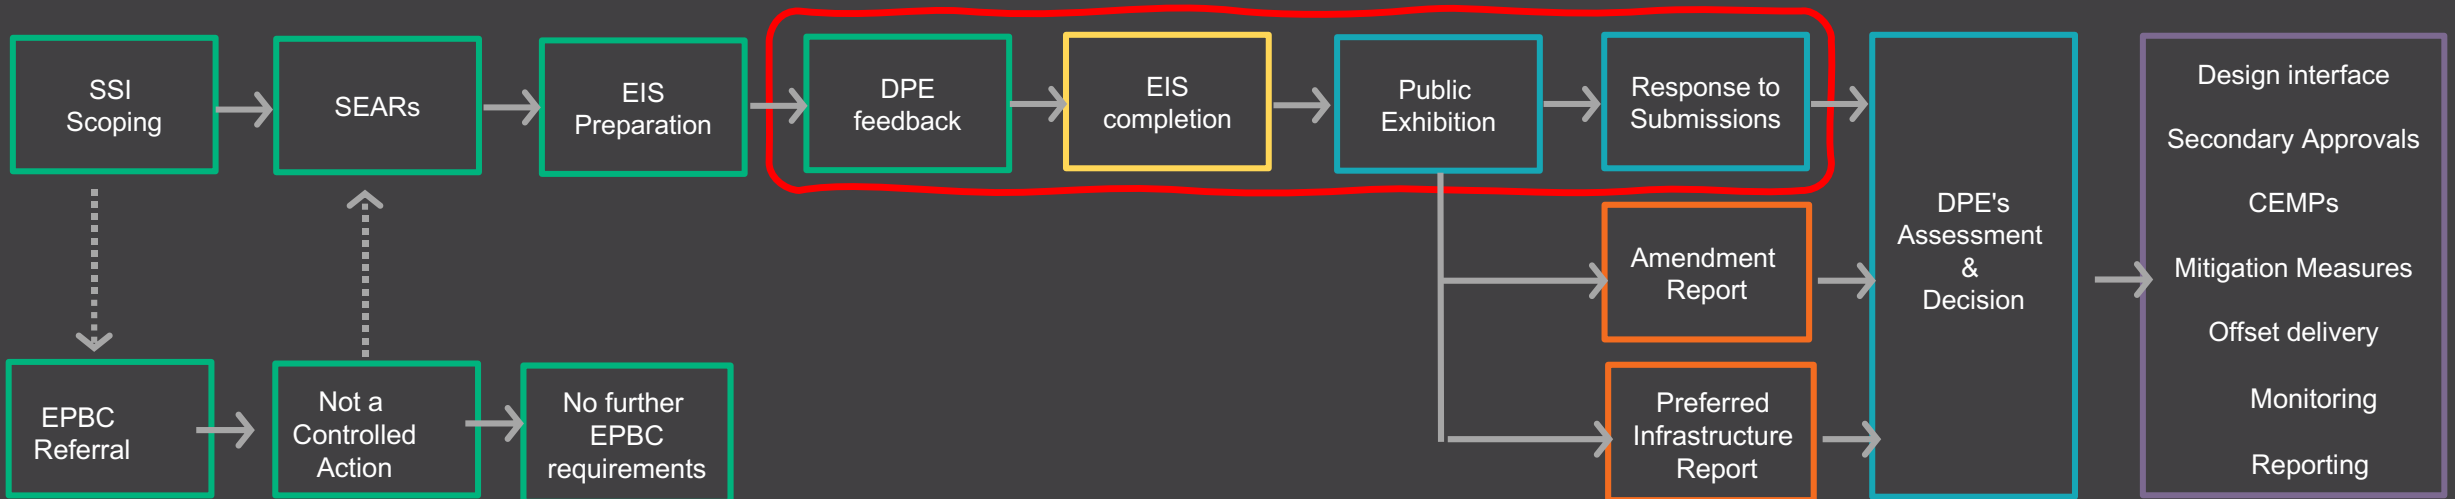 SSI
Scoping
SEARs
EIS
Preparation
DPE
feedback
EIS
completion
Public
Exhibition
Response to
Submissions
DPE's
Assessment
&
Decision
Design interface
Secondary Approvals
CEMPs
Mitigation Measures
Offset delivery
Monitoring
Reporting
Amendment
Report
EPBC
Referral
Not a
Controlled
Action
No further
EPBC
requirements
Preferred
Infrastructure
Report